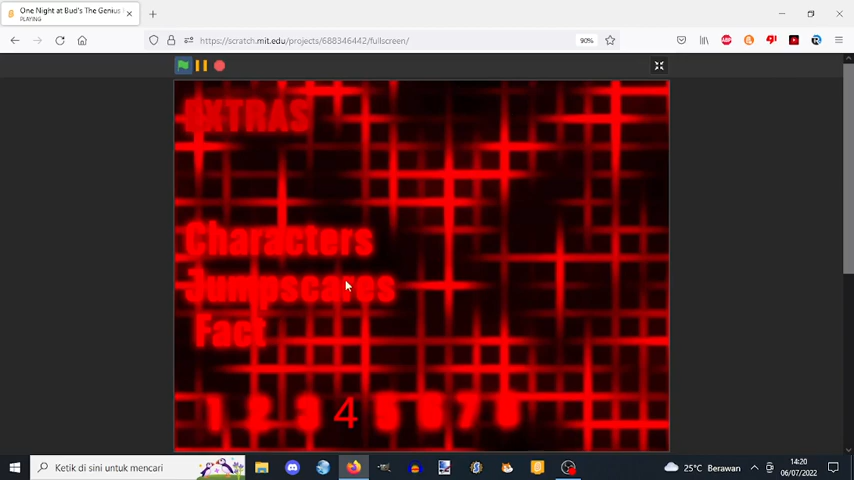 One Night at Bud's The Genius
PLAYING
https://scratch.mit.edu/projects/688346442/fullscreen/
90%
EXTRAS
Characters
Jumpscares
Fact
1 2 3 4 5 6 7 8
Ketik di sini untuk mencari
25°C Berawan
14:20
06/07/2022